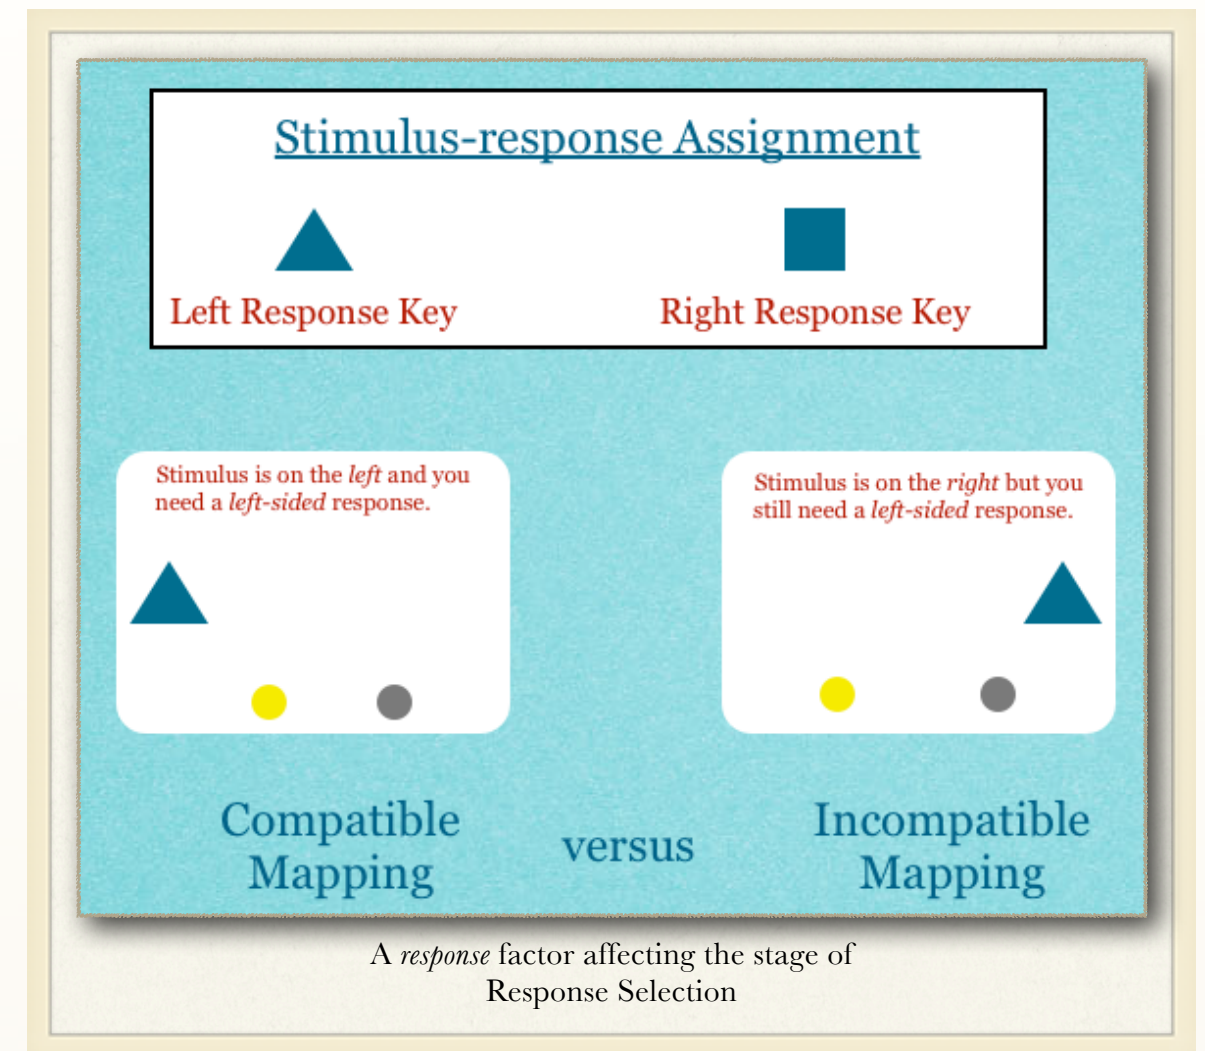 Stimulus-response Assignment
Left Response Key
Right Response Key
Stimulus is on the left and you
need a left-sided response.
Stimulus is on the right but you
still need a left-sided response.
Compatible
Mapping
versus
Incompatible
Mapping
A response factor affecting the stage of
Response Selection